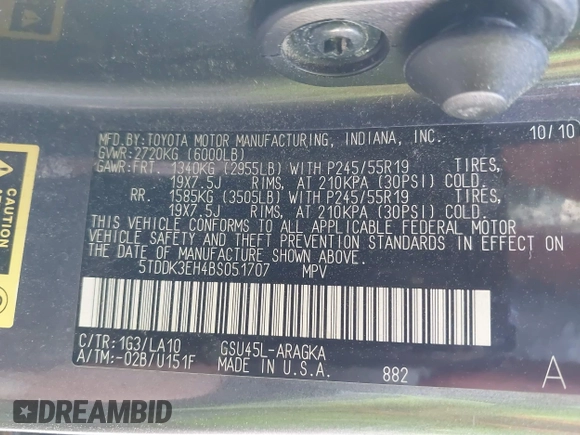 MFD.BY: TOYOTA MOTOR MANUFACTURING, INDIANA, INC. 10/10
GVWR:2720KG (6000LB)
GAWR:FRT. 1340KG (2955LB) WITH P245/55R19 TIRES,
19X7.5J RIMS, AT 210KPA (30PSI) COLD.
RR. 1585KG (3505LB) WITH P245/55R19 TIRES,
19X7.5J RIMS, AT 210KPA (30PSI) COLD.
THIS VEHICLE CONFORMS TO ALL APPLICABLE FEDERAL MOTOR
VEHICLE SAFETY AND THEFT PREVENTION STANDARDS IN EFFECT ON
THE DATE OF MANUFACTURE SHOWN ABOVE.
5TDDK3EH4BS051707 MPV
C/TR:1G3/LA10 GSU45L-ARAGKA
A/TM:-02B/U151F MADE IN U.S.A. 882 A
CAUTION
DREAMBID